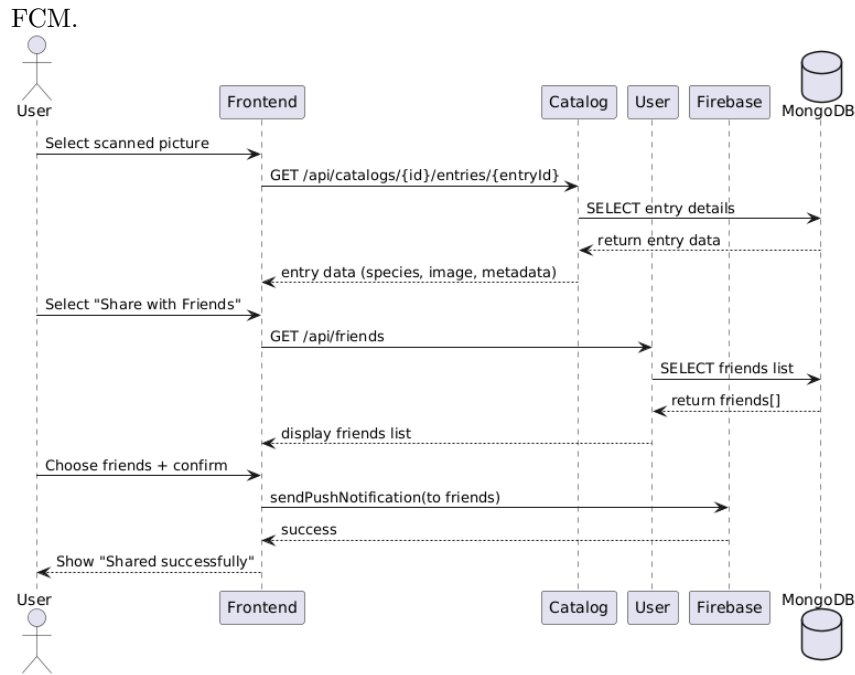 FCM.
User
Frontend
Catalog
User
Firebase
MongoDB
Select scanned picture
GET /api/catalogs/{id}/entries/{entryId}
SELECT entry details
return entry data
entry data (species, image, metadata)
Select "Share with Friends"
GET /api/friends
SELECT friends list
return friends[]
display friends list
Choose friends + confirm
sendPushNotification(to friends)
success
Show "Shared successfully"
User
Frontend
Catalog
User
Firebase
MongoDB